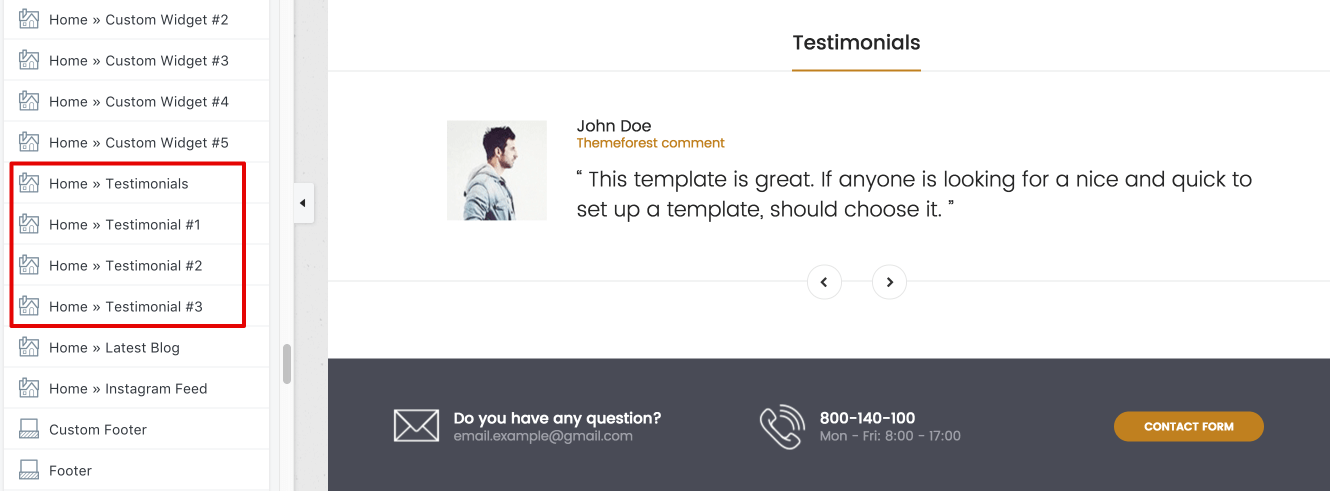 Home » Custom Widget #2
Home » Custom Widget #3
Home » Custom Widget #4
Home » Custom Widget #5
Home » Testimonials
Home » Testimonial #1
Home » Testimonial #2
Home » Testimonial #3
Home » Latest Blog
Home » Instagram Feed
Custom Footer
Footer
Testimonials
John Doe
Themeforest comment
“ This template is great. If anyone is looking for a nice and quick to
set up a template, should choose it. ”
Do you have any question?
email.example@gmail.com
800-140-100
Mon - Fri: 8:00 - 17:00
CONTACT FORM